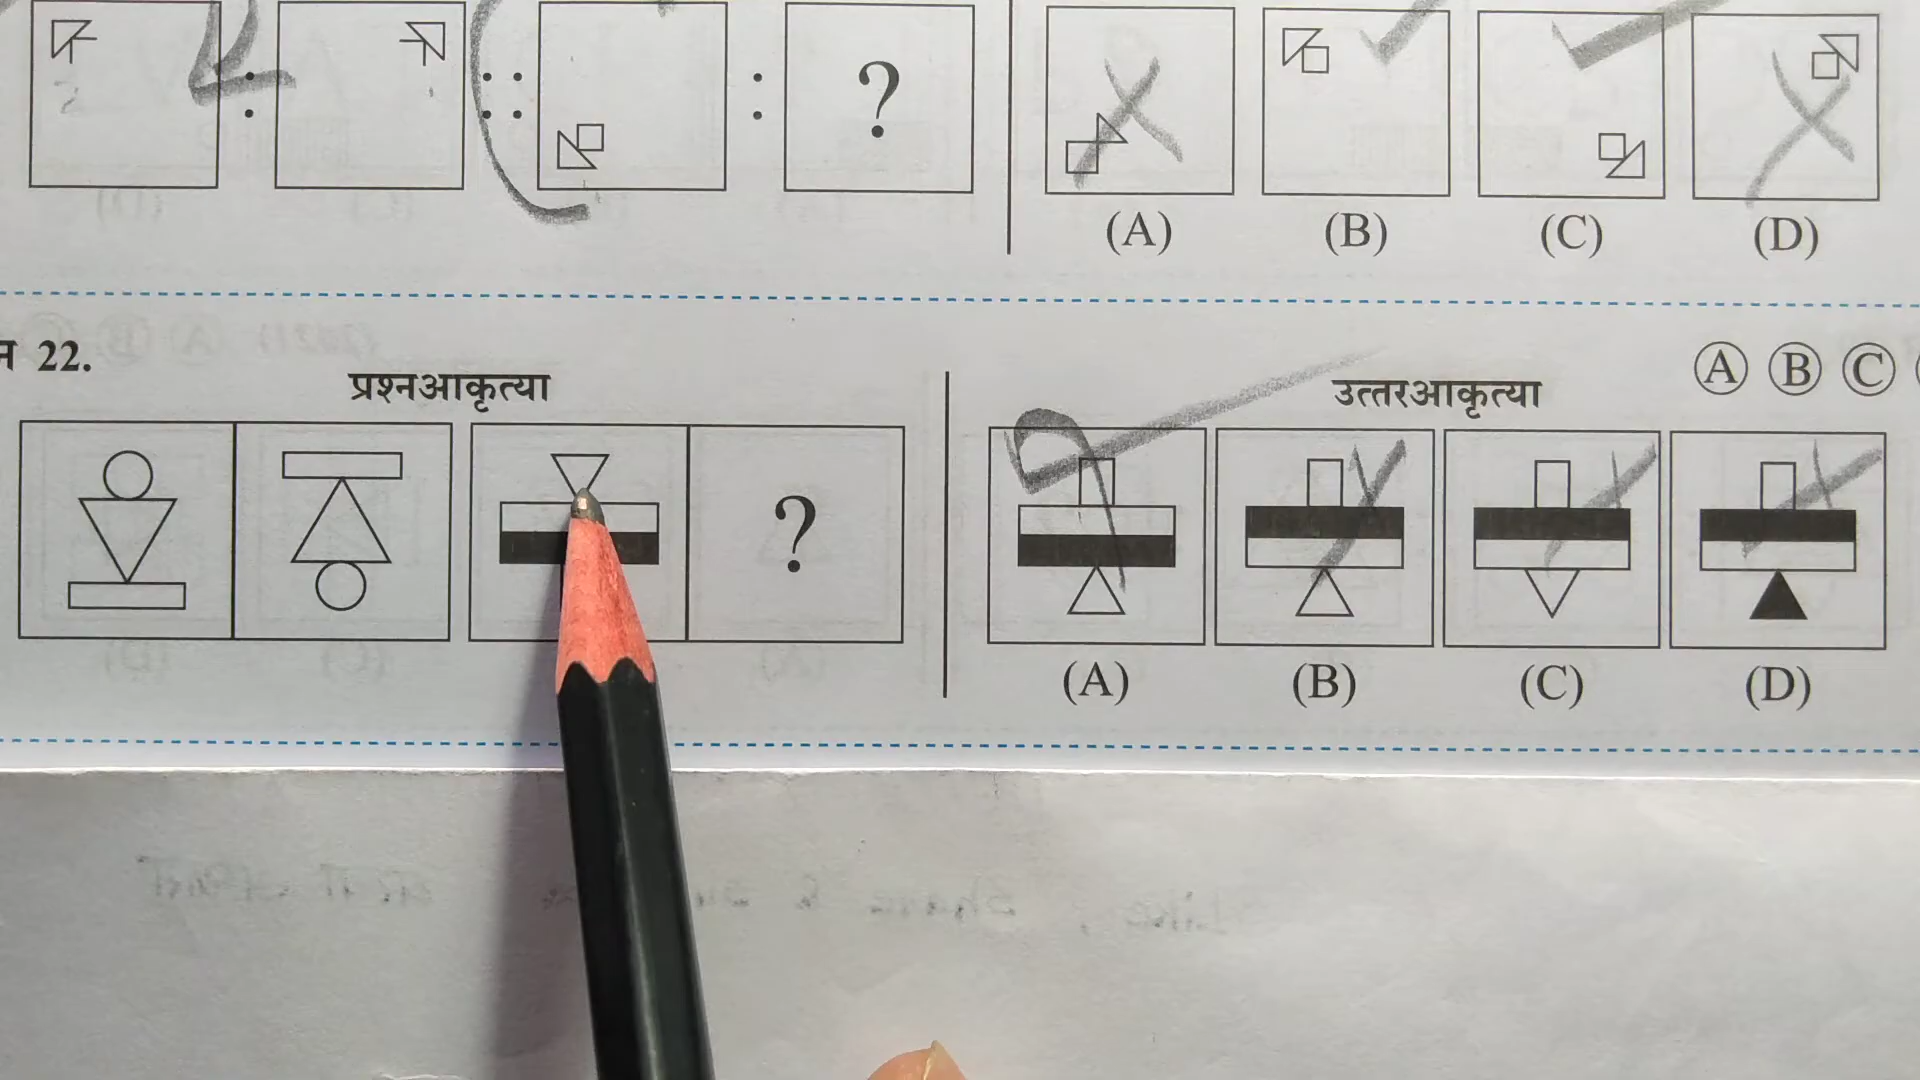 ?
(A) (B) (C) (D)
न 22.
A B C
प्रश्नआकृत्या
उत्तरआकृत्या
?
(A) (B) (C) (D)